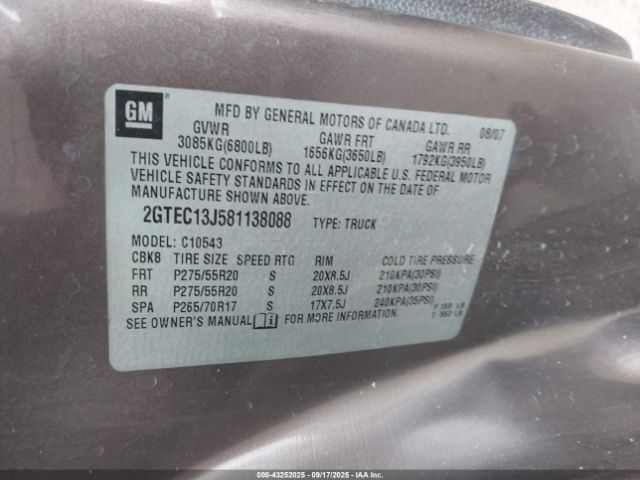 GM ®
MFD BY GENERAL MOTORS OF CANADA LTD. 08/07
GVWR GAWR FRT GAWR RR
3085KG(6800LB) 1656KG(3650LB) 1792KG(3950LB)
THIS VEHICLE CONFORMS TO ALL APPLICABLE U.S. FEDERAL MOTOR
VEHICLE SAFETY STANDARDS IN EFFECT ON THE DATE OF
MANUFACTURE SHOWN ABOVE.
2GTEC13J581138088 TYPE: TRUCK
MODEL: C10543
CBK8 TIRE SIZE SPEED RTG RIM COLD TIRE PRESSURE
FRT P275/55R20 S 20X8.5J 210KPA(30PSI)
RR P275/55R20 S 20X8.5J 210KPA(30PSI)
SPA P265/70R17 S 17X7.5J 240KPA(35PSI) F 158 LB
SEE OWNER'S MANUAL i FOR MORE INFORMATION. T 552 LB
000-43252025 09/17/2025 IAA Inc.